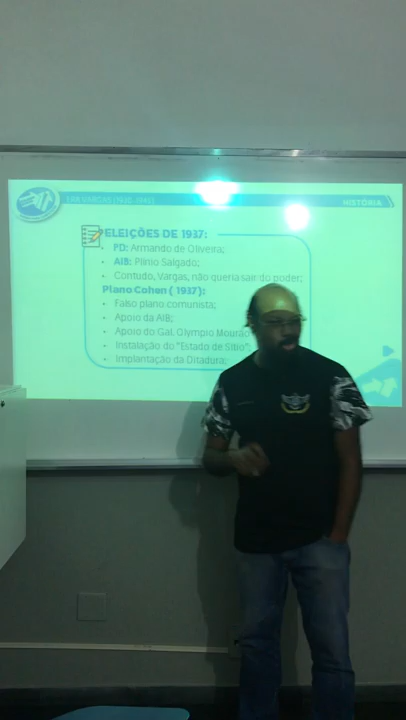 ERA VARGAS (1930-1945)
HISTÓRIA
ELEIÇÕES DE 1937:
• PD: Armando de Oliveira;
• AIB: Plínio Salgado;
• Contudo, Vargas, não queria sair do poder;
Plano Cohen ( 1937):
• Falso plano comunista;
• Apoio da AIB;
• Apoio do Gal. Olympio Mourão
• Instalação do "Estado de Sítio";
• Implantação da Ditadura;